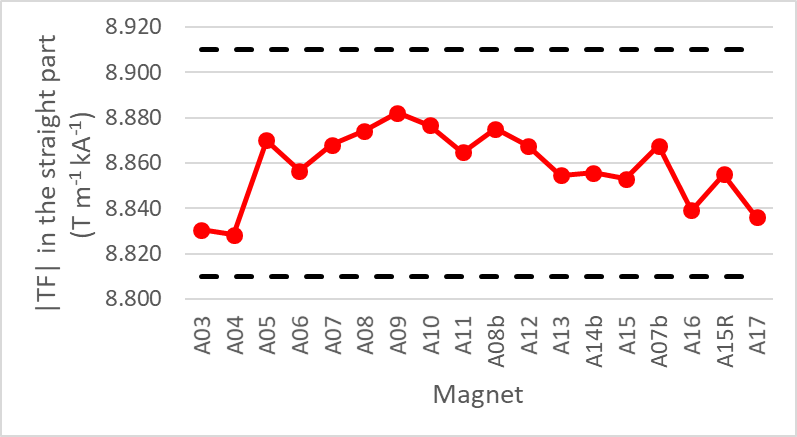 |TF| in the straight part
(T m⁻¹ kA⁻¹)
8.920
8.900
8.880
8.860
8.840
8.820
8.800
A03
A04
A05
A06
A07
A08
A09
A10
A11
A08b
A12
A13
A14b
A15
A07b
A16
A15R
A17
Magnet